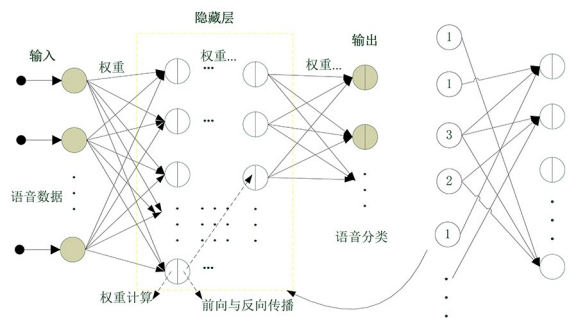 隐藏层
输入
权重
权重...
权重...
输出
语音数据
语音分类
权重计算
前向与反向传播
1
1
3
2
1